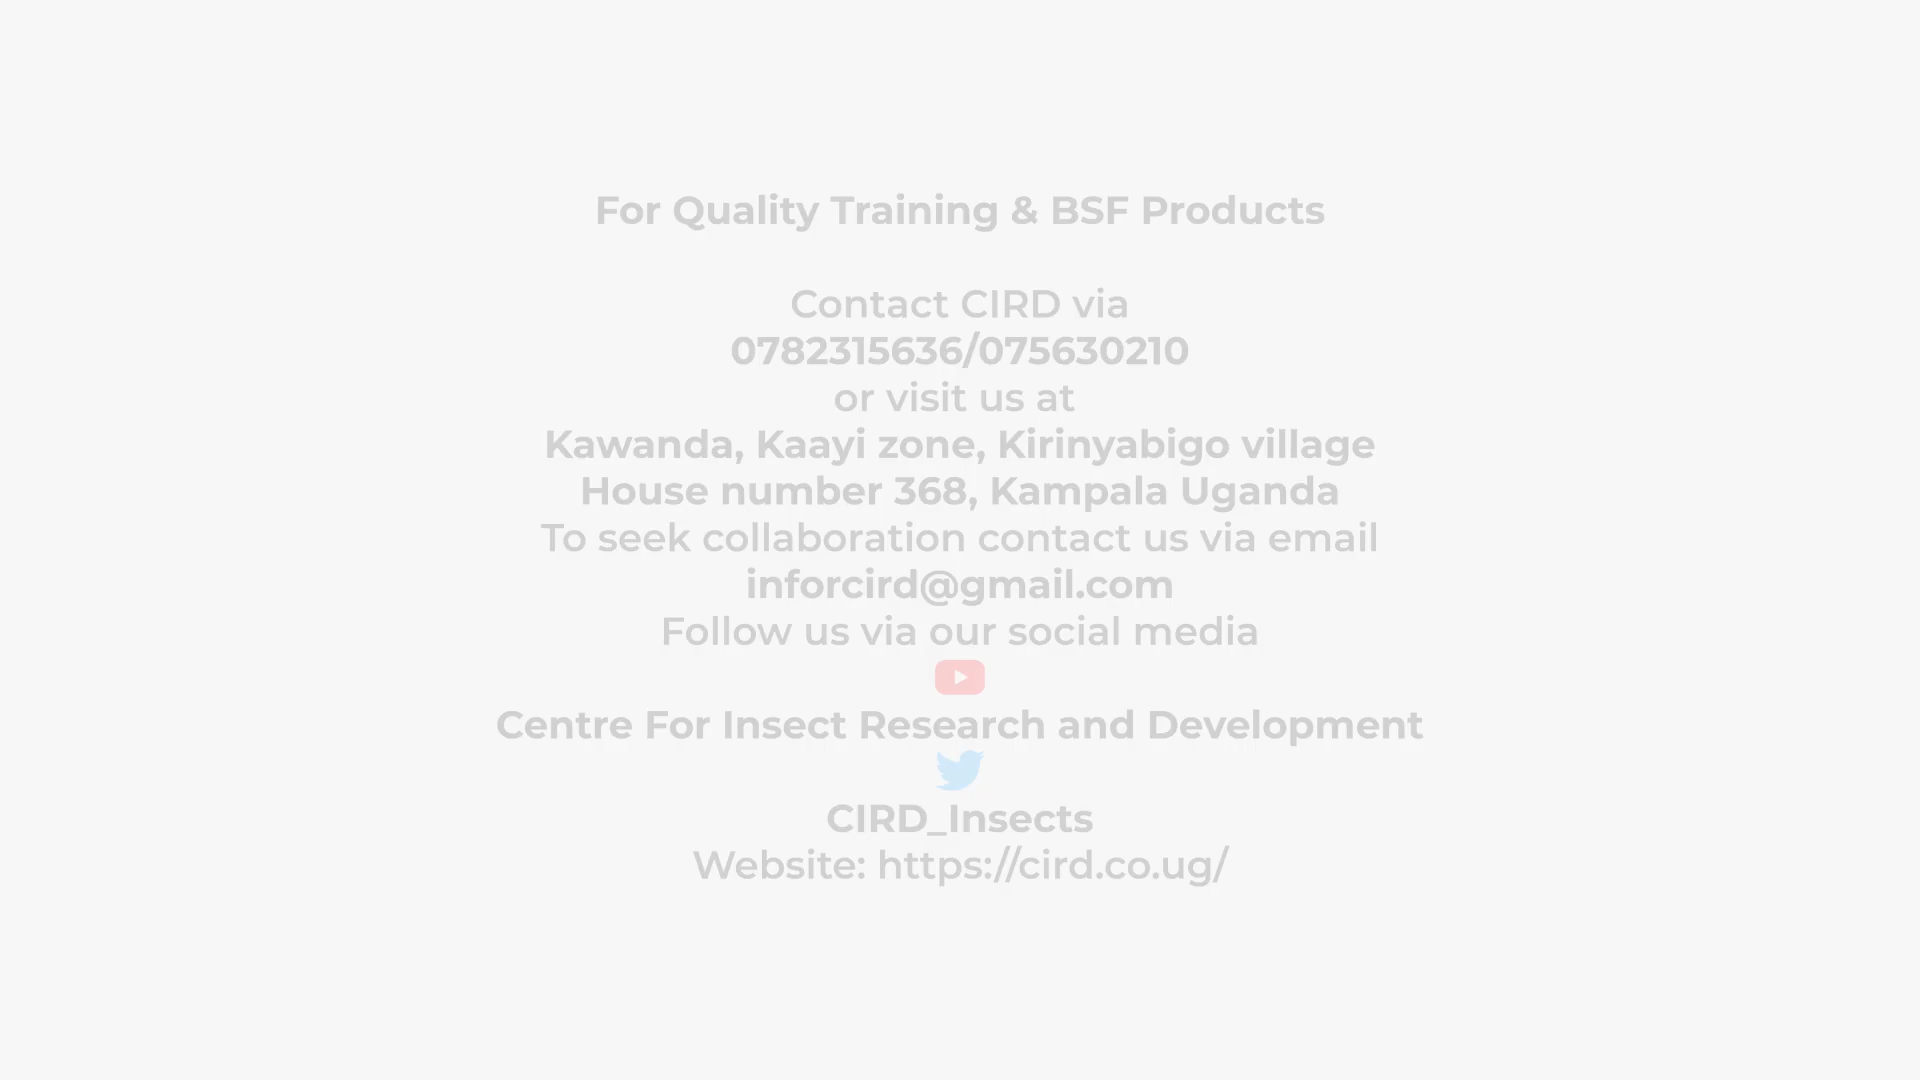 For Quality Training & BSF Products
Contact CIRD via
0782315636/075630210
or visit us at
Kawanda, Kaayi zone, Kirinyabigo village
House number 368, Kampala Uganda
To seek collaboration contact us via email
inforcird@gmail.com
Follow us via our social media
Centre For Insect Research and Development
CIRD_Insects
Website: https://cird.co.ug/